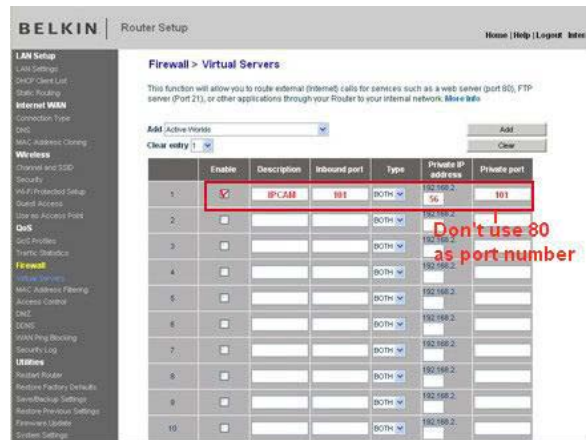 BELKIN
Router Setup
Home | Help | Logout Inter
LAN Setup
LAN Settings
DHCP Client List
Static Routing
Internet WAN
Connection Type
DNS
MAC Address Cloning
Wireless
Channel and SSID
Security
Wi-Fi Protected Setup
Guest Access
Use as Access Point
QoS
QoS Profiles
Traffic Statistics
Firewall
Virtual Servers
MAC Address Filtering
Access Control
DMZ
DDNS
WAN Ping Blocking
Security Log
Utilities
Restart Router
Restore Factory Defaults
Save/Backup Settings
Restore Previous Settings
Firmware Update
System Settings
Firewall > Virtual Servers
This function will allow you to route external (Internet) calls for services such as a web server (port 80), FTP
server (Port 21), or other applications through your Router to your internal network. More Info
Add Active Worlds Add
Clear entry 1 Clear
Enable Description Inbound port Type Private IP address Private port
1 IPCAM 101 BOTH 192.168.2. 56 101
2 BOTH 192.168.2.
Don't use 80
as port number
3 BOTH 192.168.2.
4 BOTH 192.168.2.
5 BOTH 192.168.2.
6 BOTH 192.168.2.
7 BOTH 192.168.2.
8 BOTH 192.168.2.
9 BOTH 192.168.2.
10 BOTH 192.168.2.